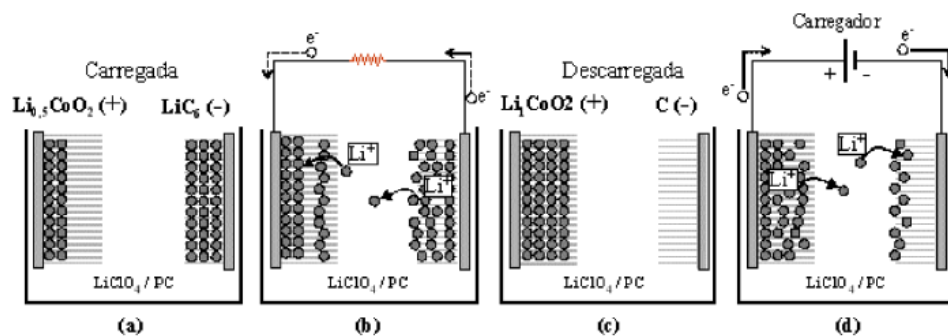 Carregada
Li0,5CoO2 (+) LiC6 (-)
LiClO4 / PC
(a)
e-
e-
Li+
Li+
LiClO4 / PC
(b)
Descarregada
Li1CoO2 (+) C (-)
LiClO4 / PC
(c)
Carregador
e-
+ -
e-
Li+
Li+
LiClO4 / PC
(d)